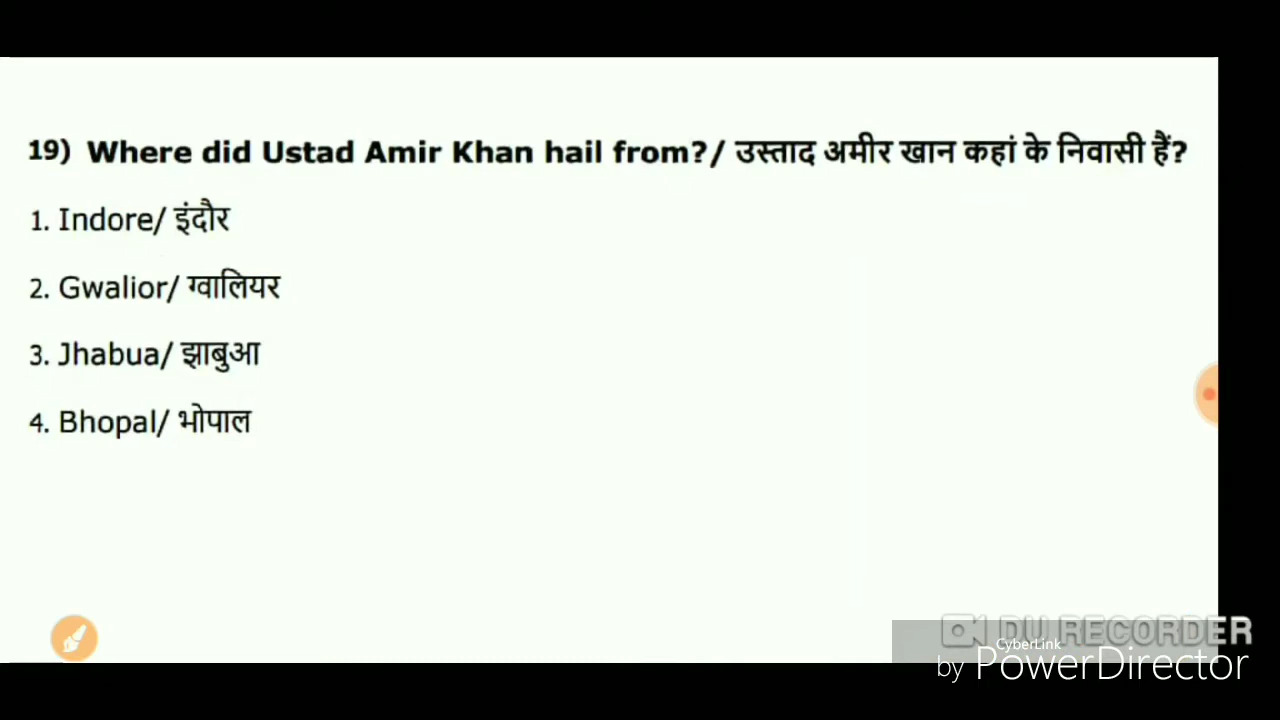 19) Where did Ustad Amir Khan hail from?/ उस्ताद अमीर खान कहां के निवासी हैं?
1. Indore/ इंदौर
2. Gwalior/ ग्वालियर
3. Jhabua/ झाबुआ
4. Bhopal/ भोपाल
DU RECORDER
CyberLink
by PowerDirector